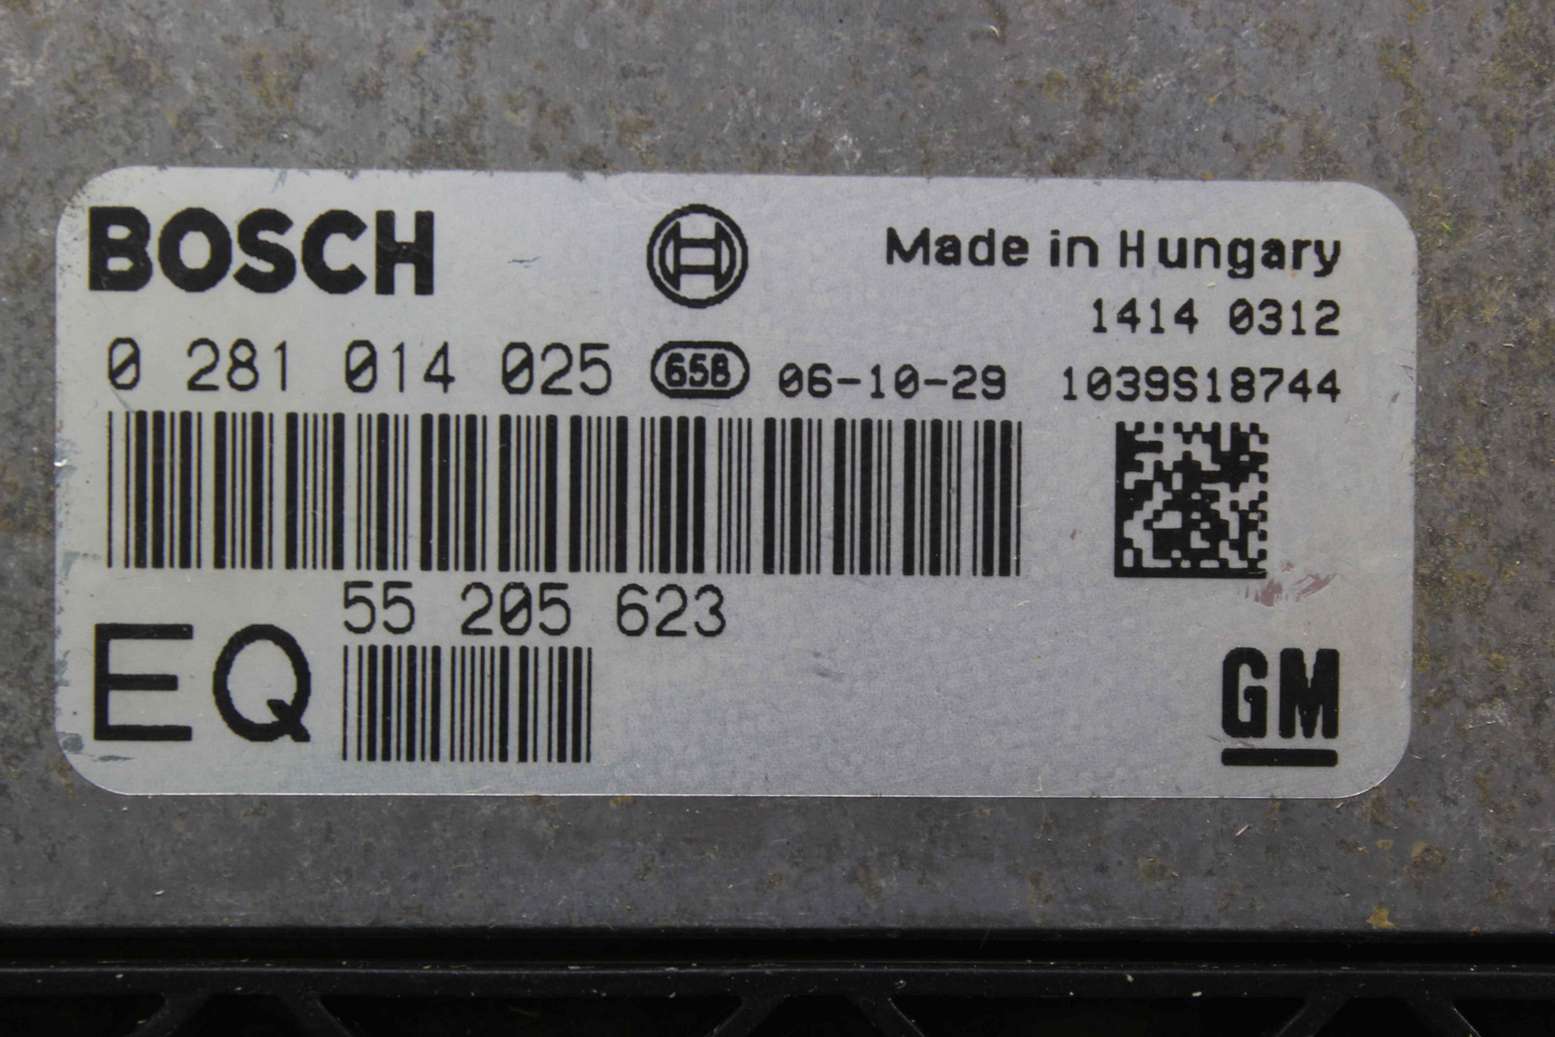 BOSCH
Made in Hungary
1414 0312
0 281 014 025 658 06-10-29 1039S18744
55 205 623
EQ
GM